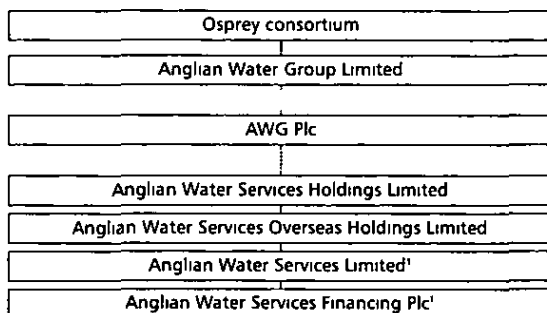 Osprey consortium
Anglian Water Group Limited
AWG Plc
Anglian Water Services Holdings Limited
Anglian Water Services Overseas Holdings Limited
Anglian Water Services Limited¹
Anglian Water Services Financing Plc¹